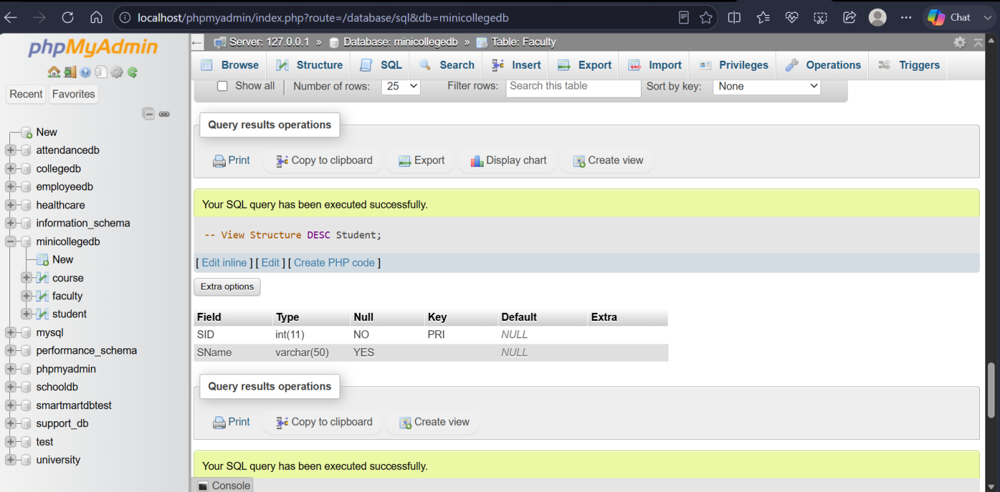 localhost/phpmyadmin/index.php?route=/database/sql&db=minicollegedb
Chat
phpMyAdmin
Recent Favorites
New
attendancedb
collegedb
employeedb
healthcare
information_schema
minicollegedb
New
course
faculty
student
mysql
performance_schema
phpmyadmin
schooldb
smartmartdbtest
support_db
test
university
Server: 127.0.0.1 » Database: minicollegedb » Table: Faculty
Browse Structure SQL Search Insert Export Import Privileges Operations Triggers
Show all Number of rows: 25 Filter rows: Search this table Sort by key: None
Query results operations
Print Copy to clipboard Export Display chart Create view
Your SQL query has been executed successfully.
-- View Structure DESC Student;
[ Edit inline ] [ Edit ] [ Create PHP code ]
Extra options
Field Type Null Key Default Extra
SID int(11) NO PRI NULL
SName varchar(50) YES NULL
Query results operations
Print Copy to clipboard Create view
Your SQL query has been executed successfully.
Console